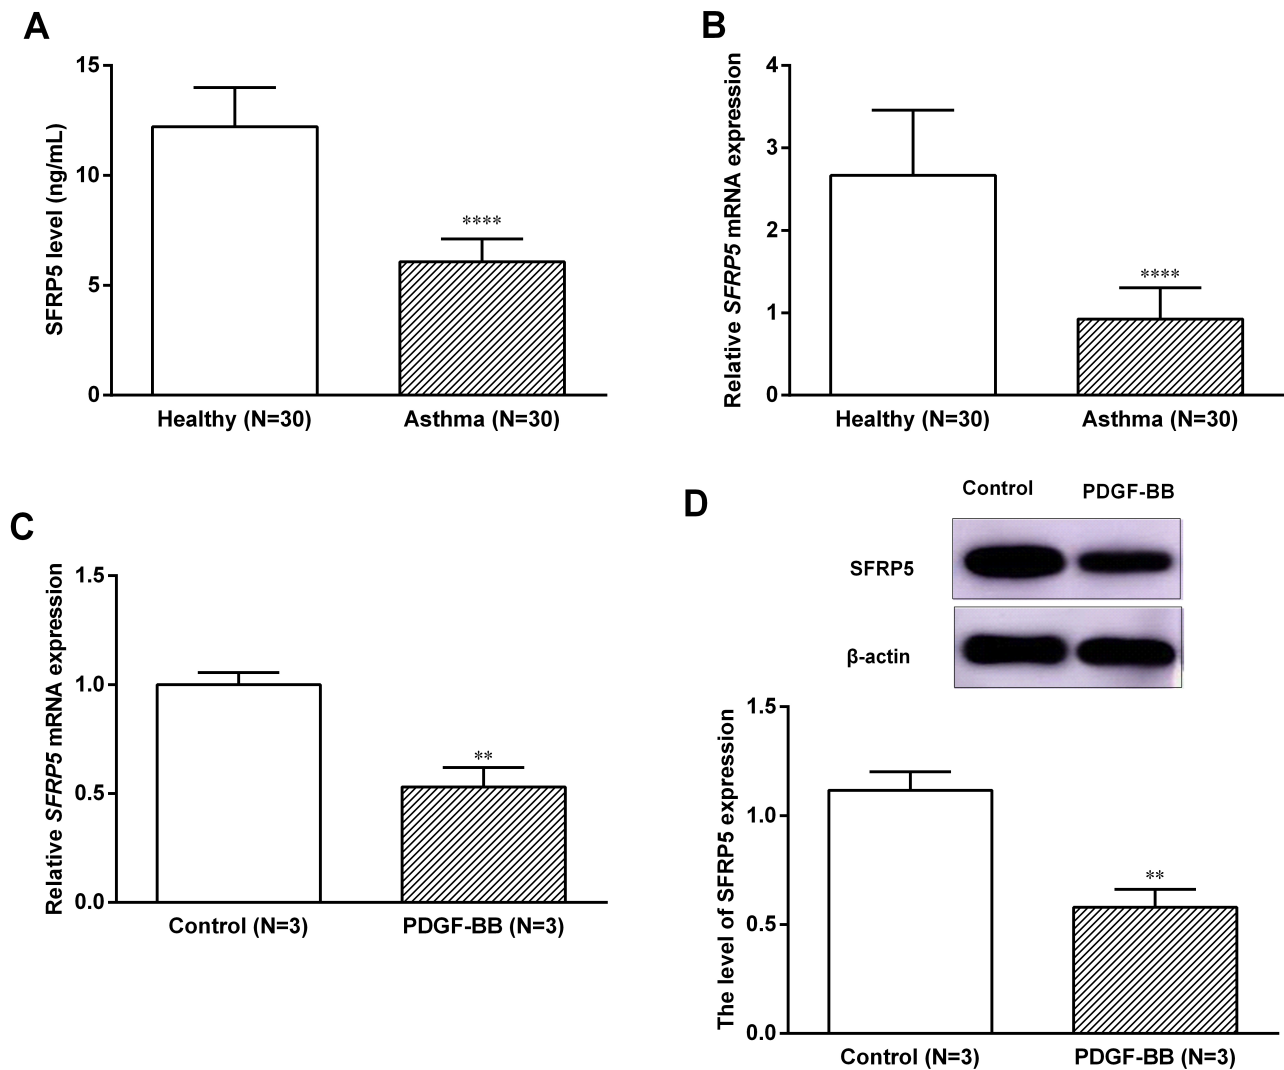 A
SFRP5 level (ng/mL)
15
10
5
0
****
Healthy (N=30)
Asthma (N=30)
B
Relative SFRP5 mRNA expression
4
3
2
1
0
****
Healthy (N=30)
Asthma (N=30)
C
Relative SFRP5 mRNA expression
1.5
1.0
0.5
0.0
**
Control (N=3)
PDGF-BB (N=3)
D
Control
PDGF-BB
SFRP5
β-actin
The level of SFRP5 expression
1.5
1.0
0.5
0.0
**
Control (N=3)
PDGF-BB (N=3)